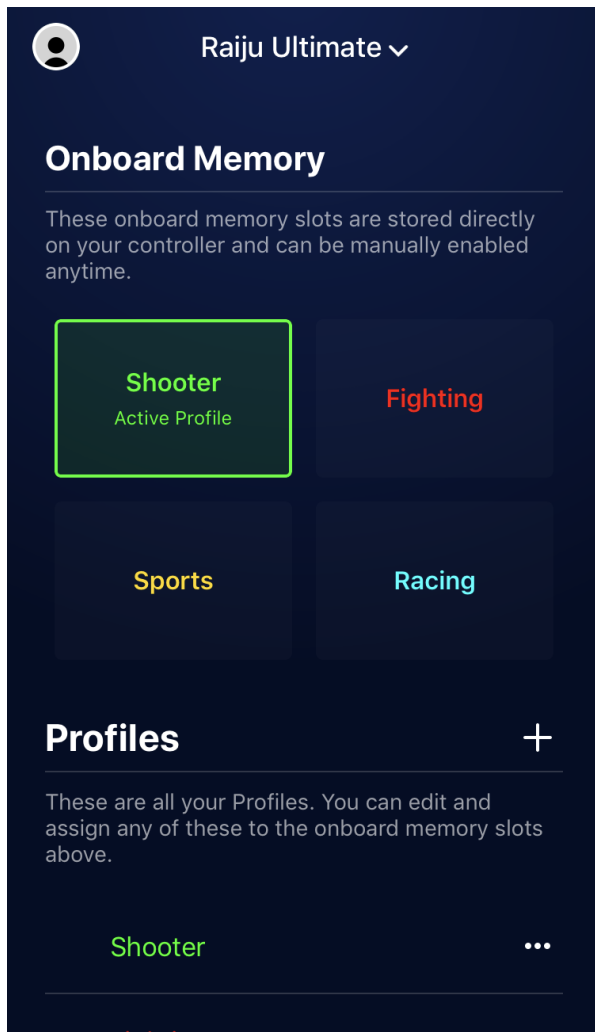 Raiju Ultimate
Onboard Memory
These onboard memory slots are stored directly
on your controller and can be manually enabled
anytime.
Shooter
Active Profile
Fighting
Sports
Racing
Profiles
These are all your Profiles. You can edit and
assign any of these to the onboard memory slots
above.
Shooter